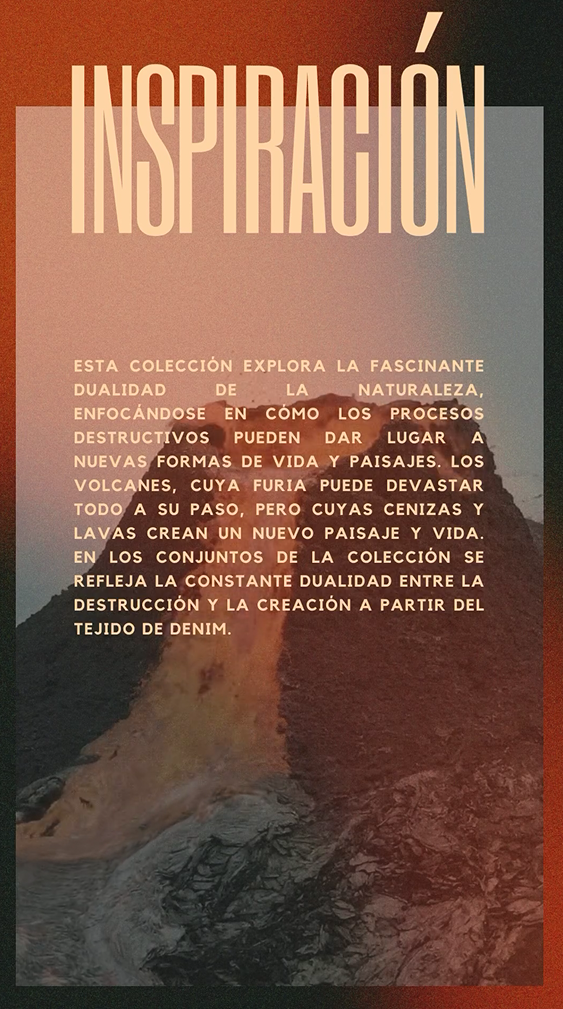 INSPIRACIÓN
ESTA COLECCIÓN EXPLORA LA FASCINANTE
DUALIDAD DE LA NATURALEZA,
ENFOCÁNDOSE EN CÓMO LOS PROCESOS
DESTRUCTIVOS PUEDEN DAR LUGAR A
NUEVAS FORMAS DE VIDA Y PAISAJES. LOS
VOLCANES, CUYA FURIA PUEDE DEVASTAR
TODO A SU PASO, PERO CUYAS CENIZAS Y
LAVAS CREAN UN NUEVO PAISAJE Y VIDA.
EN LOS CONJUNTOS DE LA COLECCIÓN SE
REFLEJA LA CONSTANTE DUALIDAD ENTRE LA
DESTRUCCIÓN Y LA CREACIÓN A PARTIR DEL
TEJIDO DE DENIM.